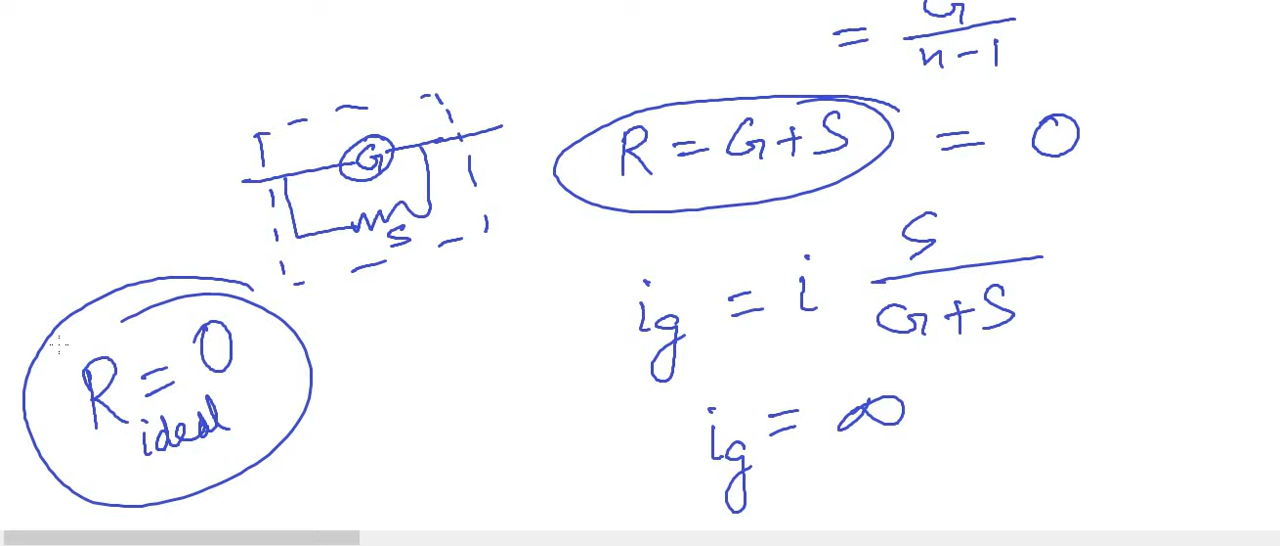 = G / n-1
G
S
R = G+S = 0
ig = i S / G+S
R = 0
ideal
ig = ∞